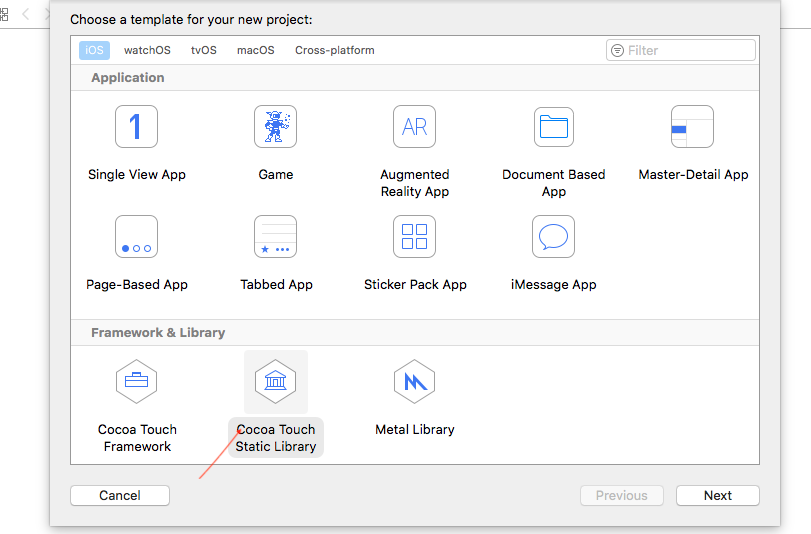 Choose a template for your new project:
iOS watchOS tvOS macOS Cross-platform Filter
Application
1 AR
Single View App Game Augmented Reality App Document Based App Master-Detail App
Page-Based App Tabbed App Sticker Pack App iMessage App
Framework & Library
Cocoa Touch Framework Cocoa Touch Static Library Metal Library
Cancel Previous Next